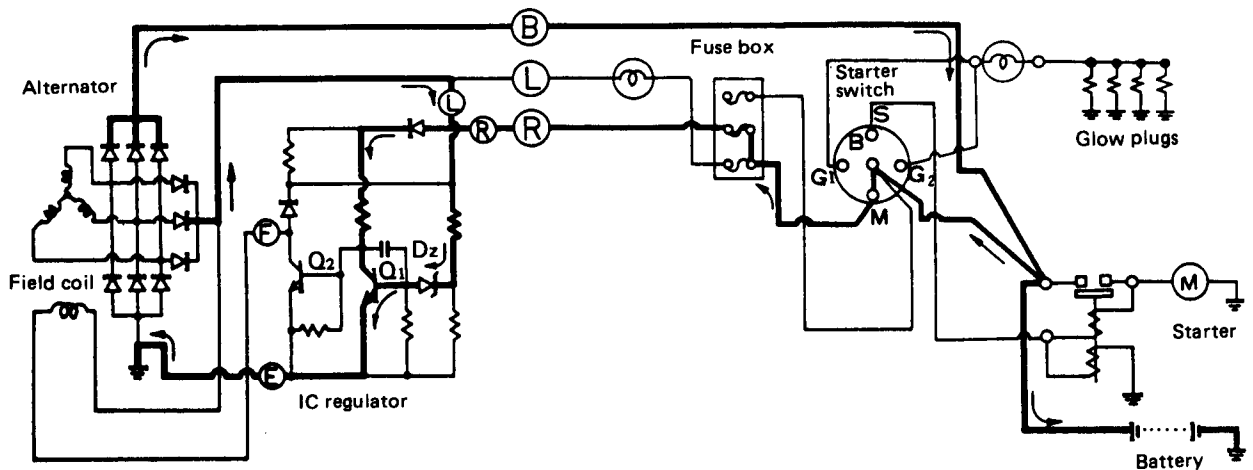 B
Fuse box
Alternator
L
Starter
switch
S
L
R
R
B
Glow plugs
G1
G2
M
F
Dz
Q2
Q1
Field coil
M
Starter
E
IC regulator
Battery